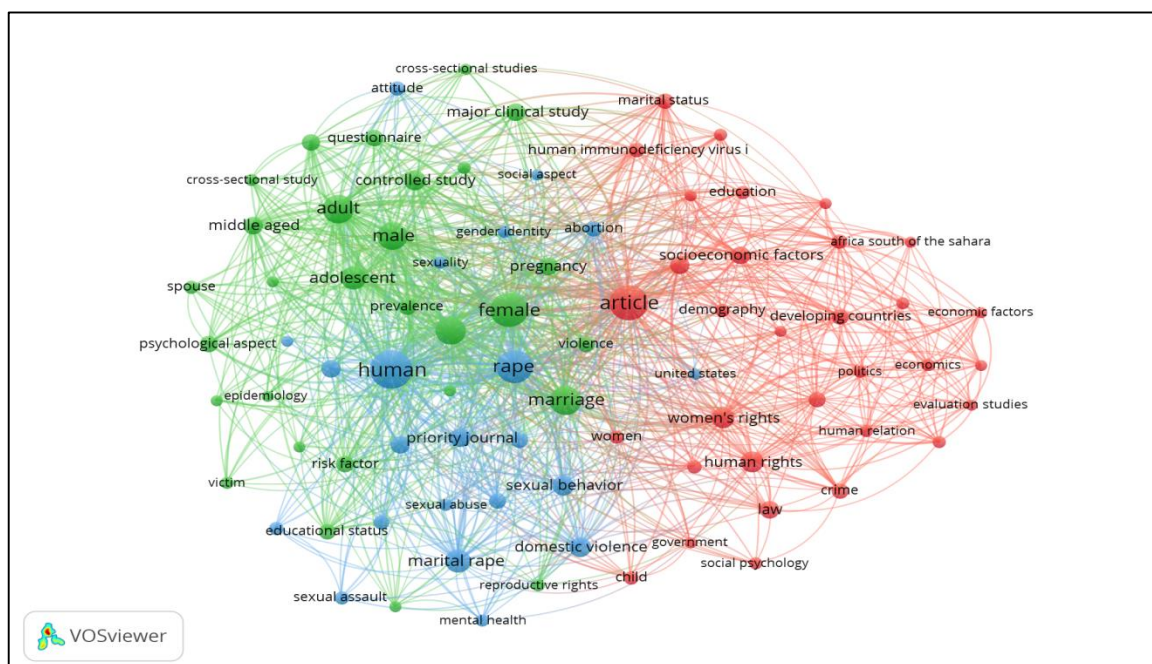 cross-sectional studies
attitude
marital status
major clinical study
questionnaire
human immunodeficiency virus i
social aspect
cross-sectional study
controlled study
education
adult
middle aged
male
gender identity
abortion
africa south of the sahara
sexuality
socioeconomic factors
adolescent
pregnancy
spouse
prevalence
female
article
demography
developing countries
economic factors
psychological aspect
violence
human
rape
united states
politics
economics
epidemiology
marriage
evaluation studies
women's rights
human relation
priority journal
women
risk factor
human rights
victim
sexual behavior
crime
sexual abuse
law
educational status
marital rape
domestic violence
government
social psychology
child
reproductive rights
sexual assault
mental health
VOSviewer